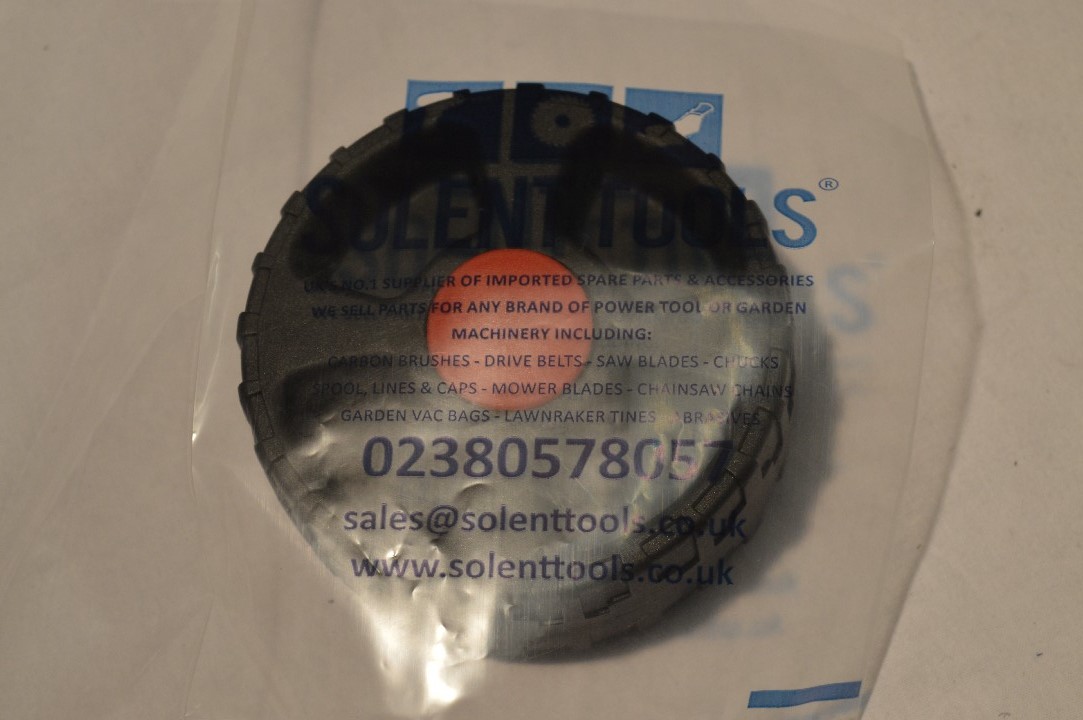 SOLENT TOOLS®
UK'S NO.1 SUPPLIER OF IMPORTED SPARE PARTS & ACCESSORIES
WE SELL PARTS FOR ANY BRAND OF POWER TOOL OR GARDEN
MACHINERY INCLUDING:
CARBON BRUSHES - DRIVE BELTS - SAW BLADES - CHUCKS
SPOOL, LINES & CAPS - MOWER BLADES - CHAINSAW CHAINS
GARDEN VAC BAGS - LAWNRAKER TINES - ABRASIVES
02380578057
sales@solenttools.co.uk
www.solenttools.co.uk